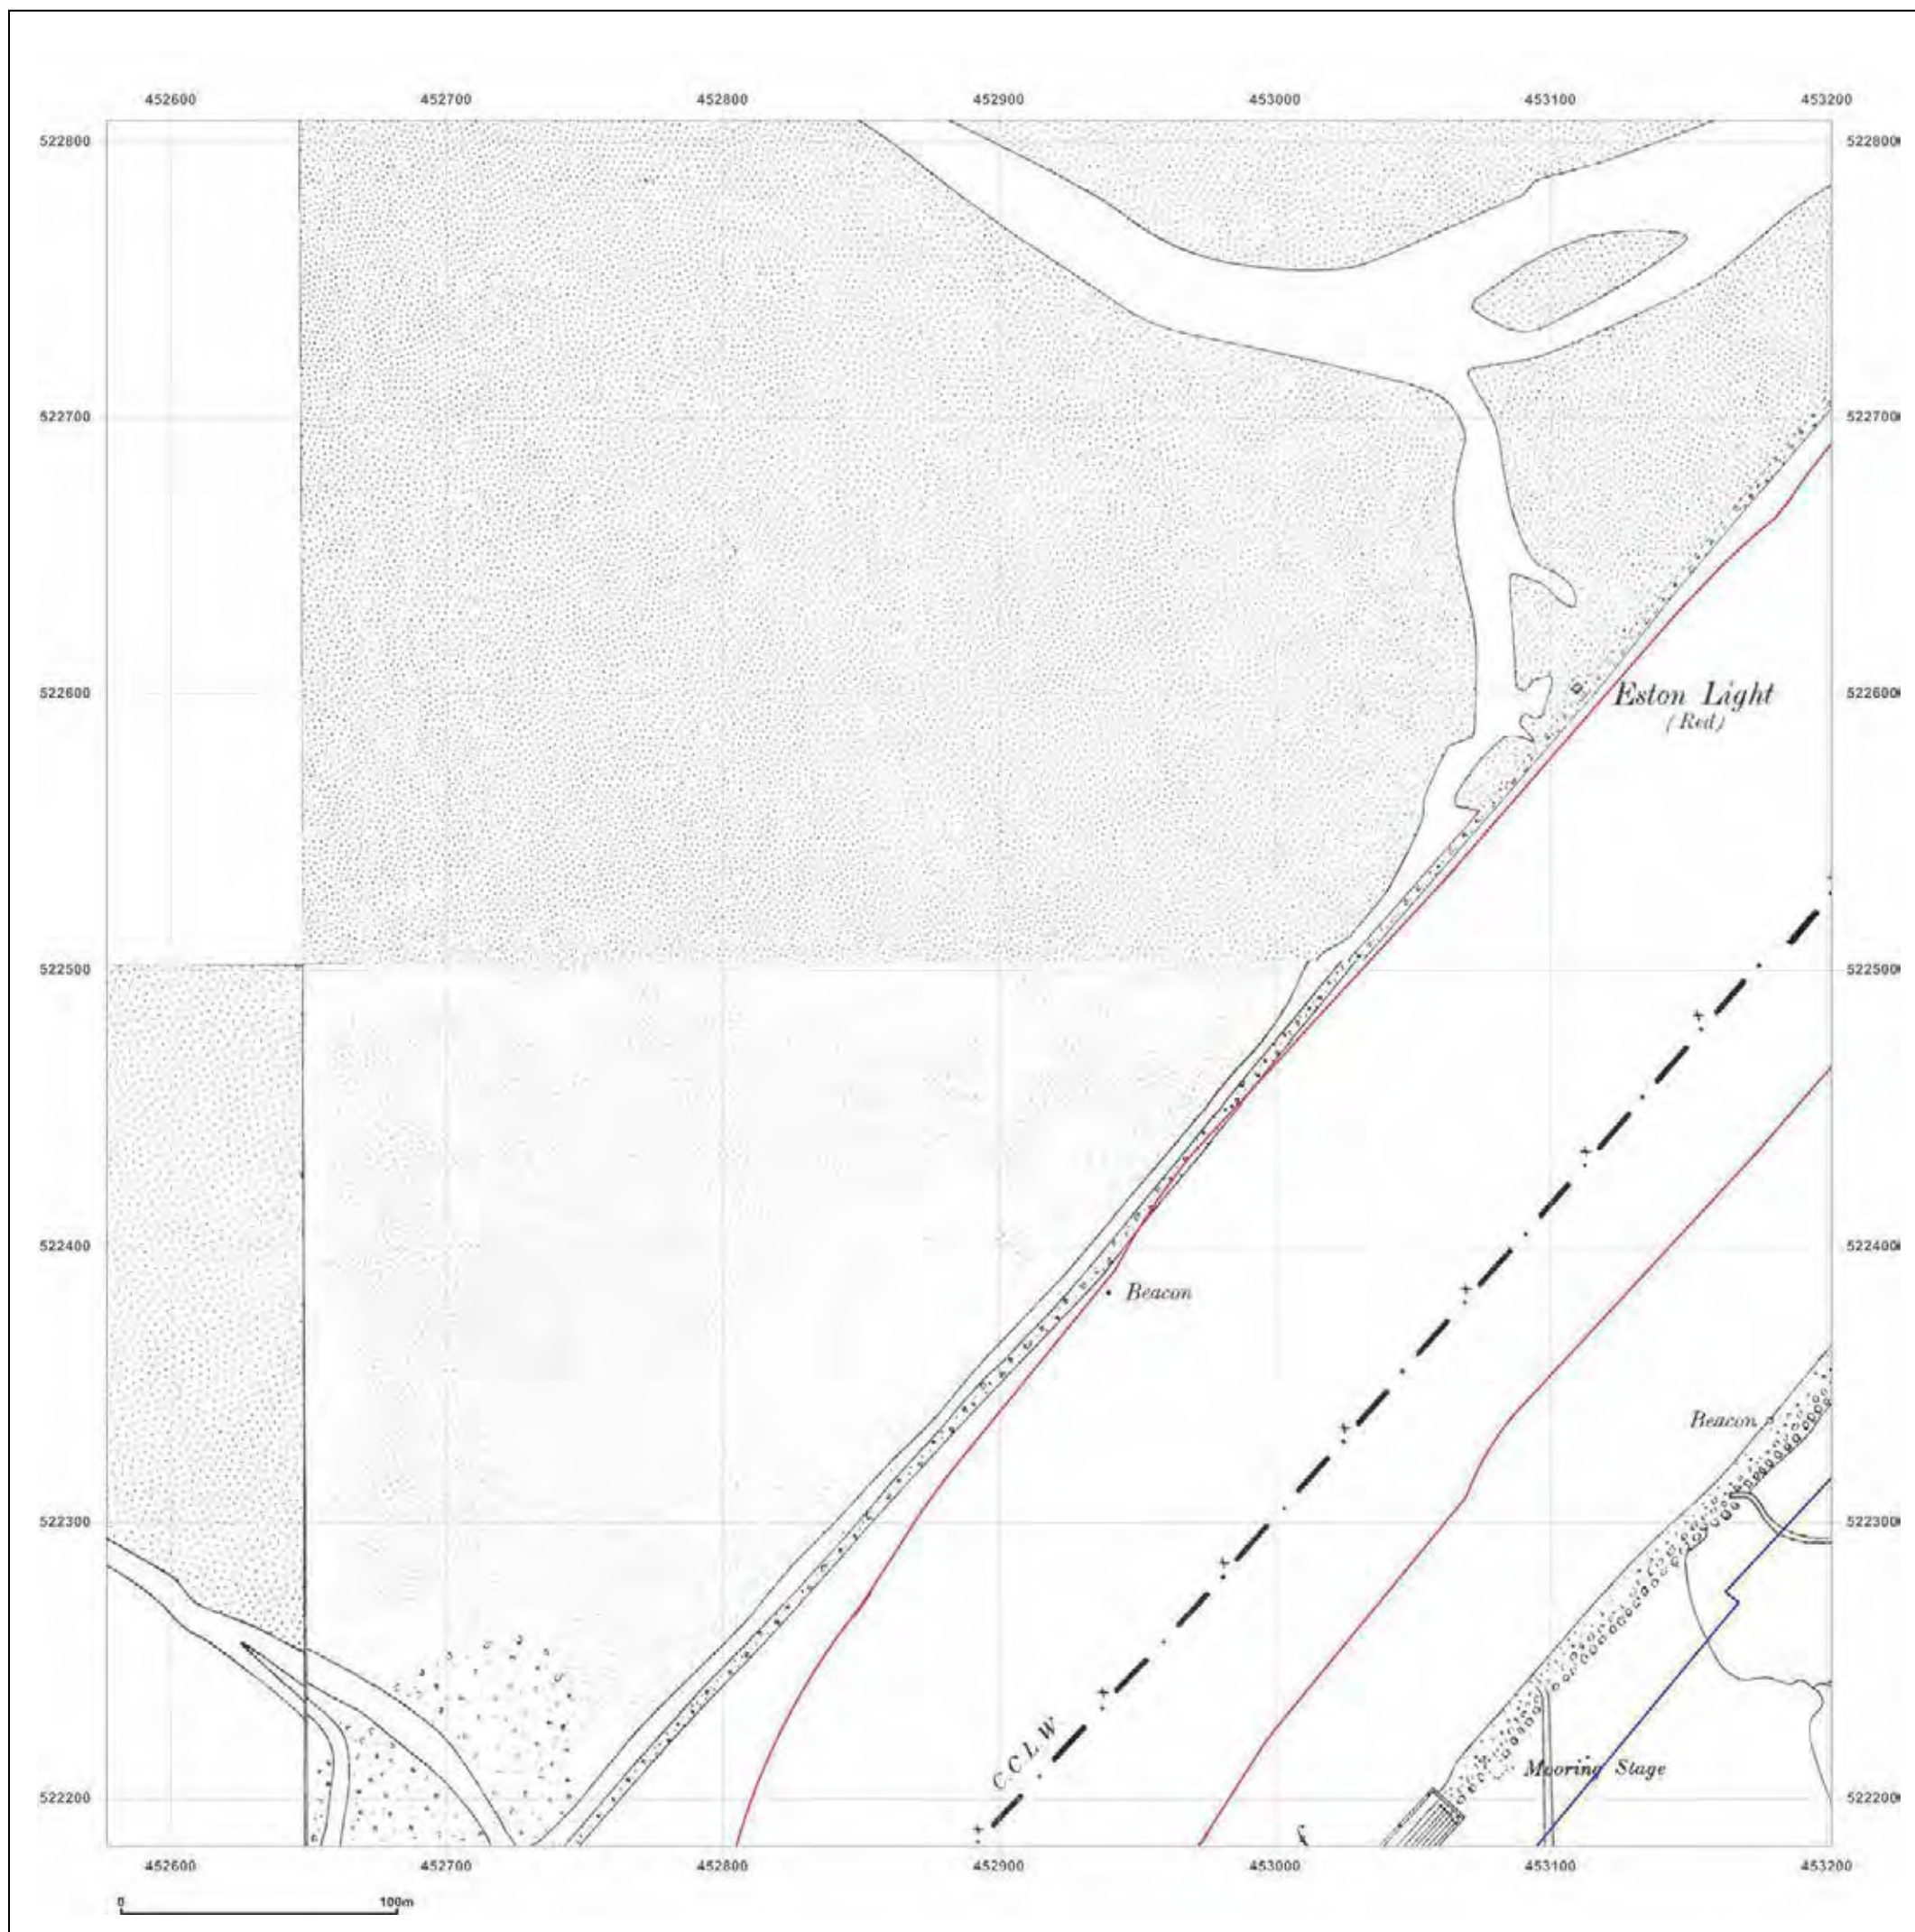 452600 452700 452800 452900 453000 453100 453200
522800 522800
522700 522700
522600 522600
Eston Light
(Red)
522500 522500
522400 522400
Beacon
Beacon
522300 522300
C.C.L.W.
Mooring Stage
522200 522200
452600 452700 452800 452900 453000 453100 453200
0 100m